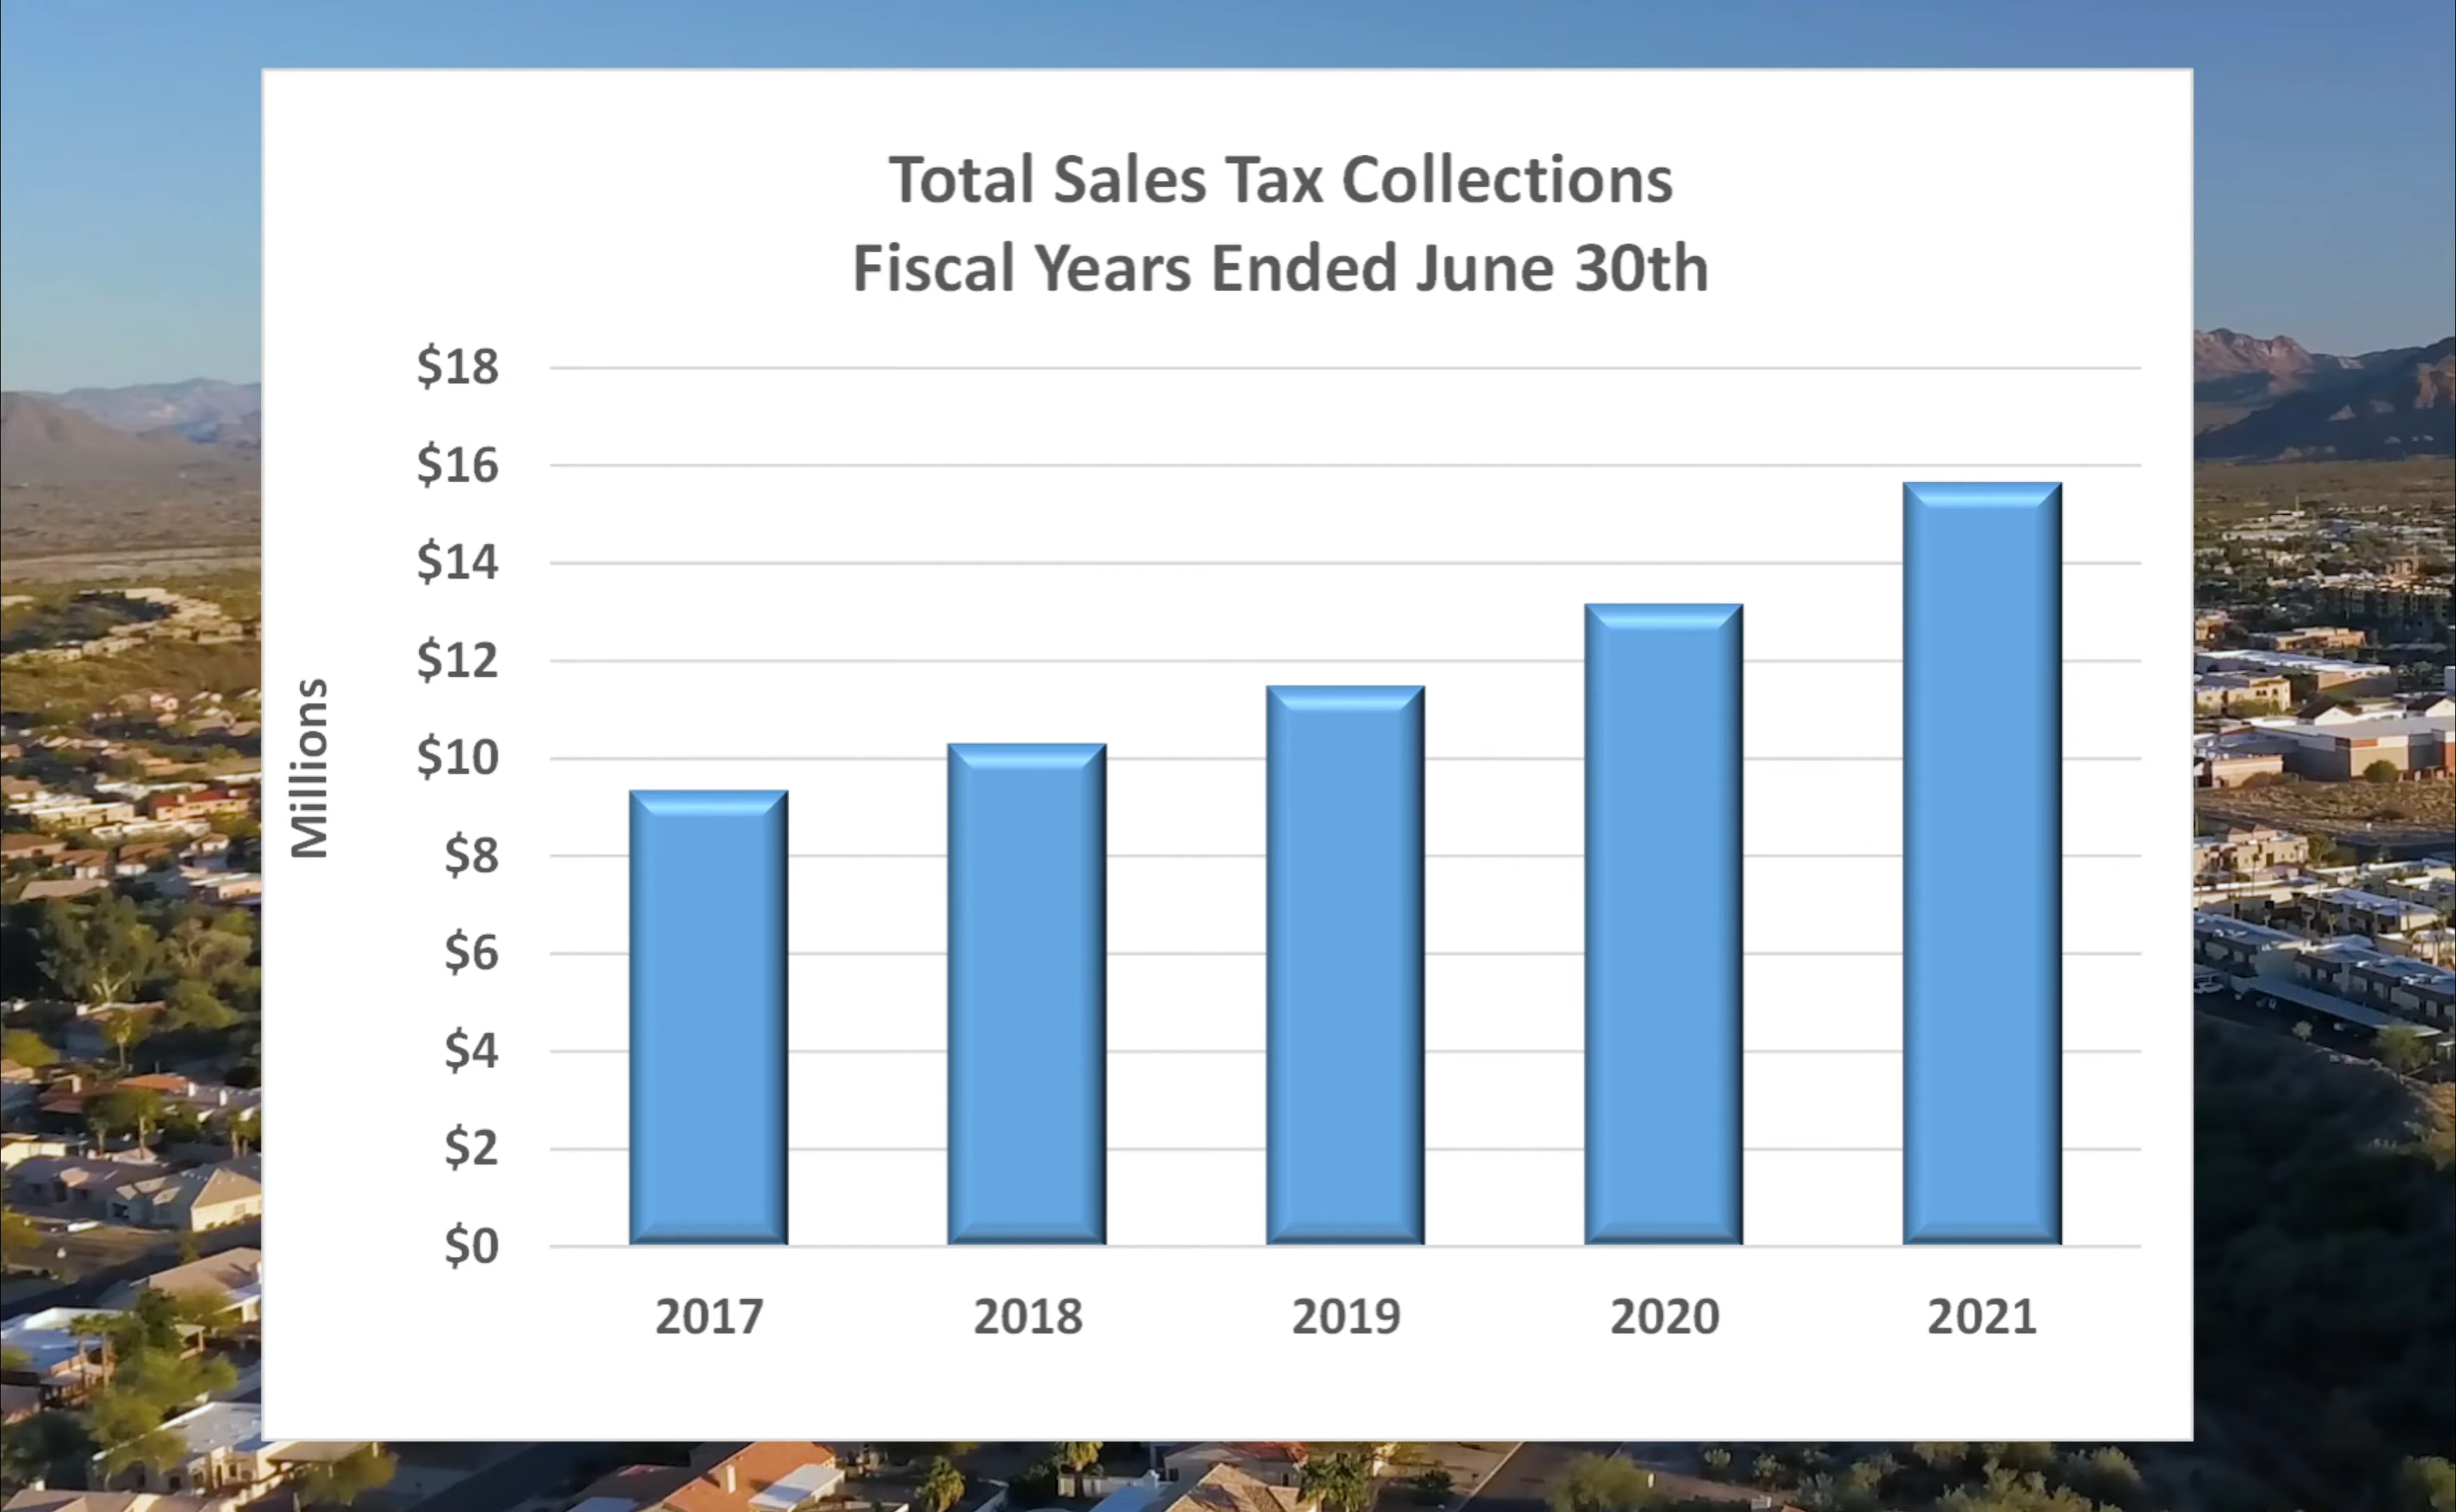 Total Sales Tax Collections
Fiscal Years Ended June 30th
$18
$16
$14
$12
$10
$8
$6
$4
$2
$0
Millions
2017 2018 2019 2020 2021